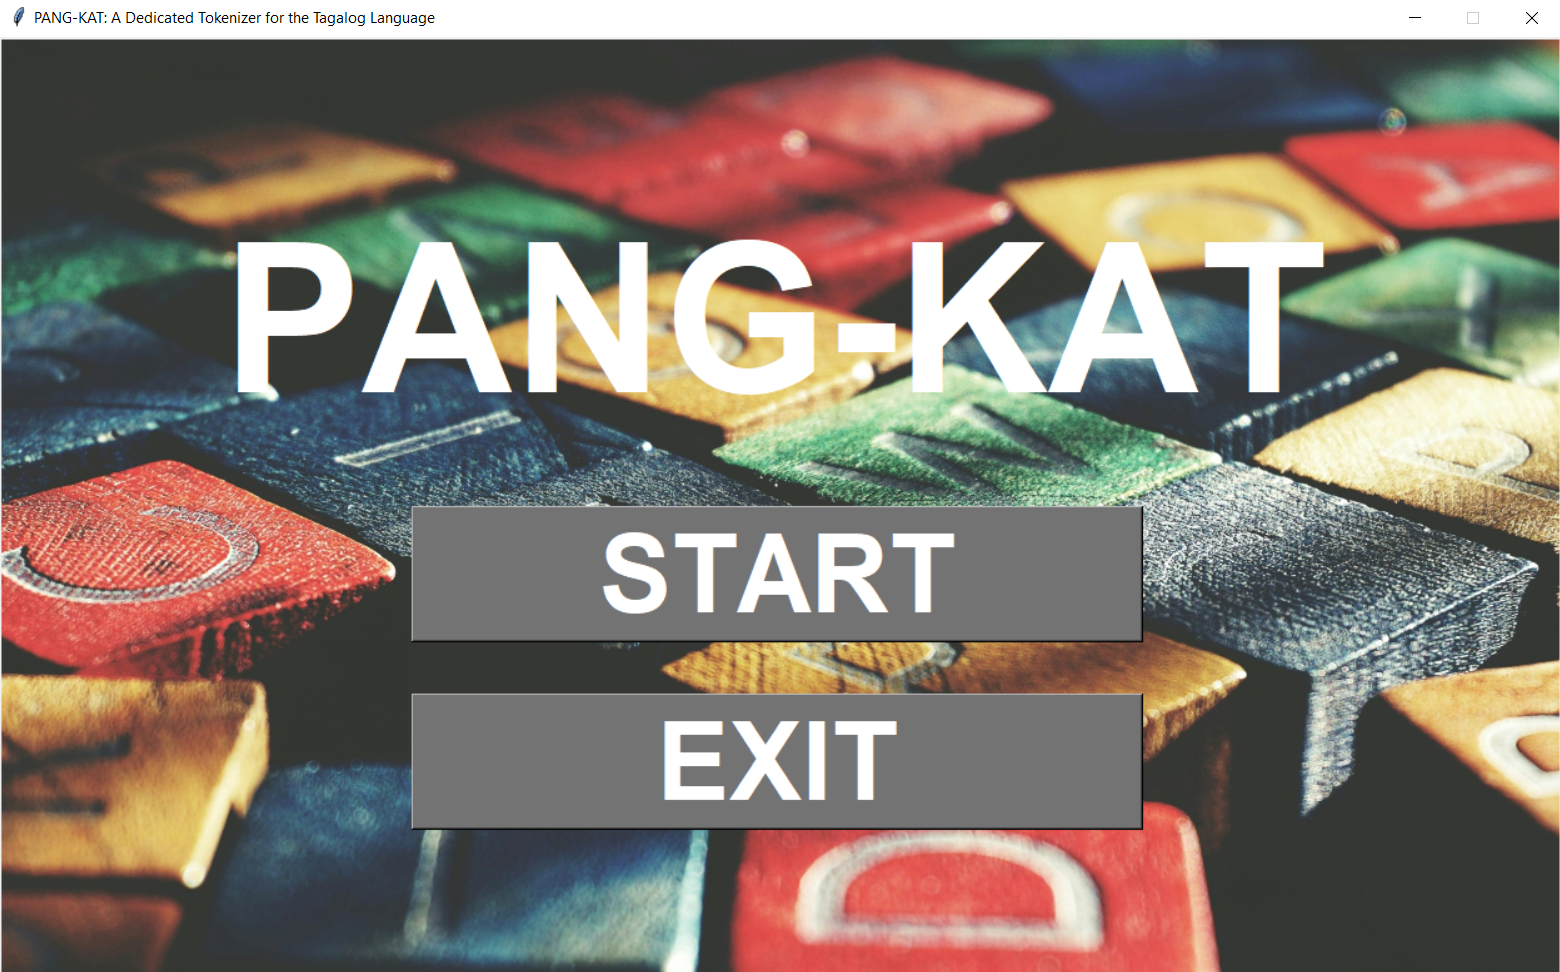 PANG-KAT: A Dedicated Tokenizer for the Tagalog Language
PANG-KAT
START
EXIT